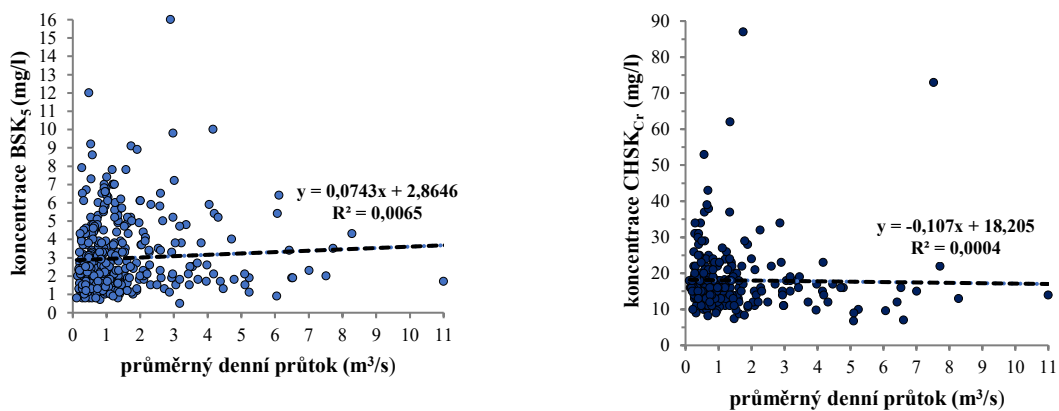 koncentrace BSK5 (mg/l)
16
15
14
13
12
11
10
9
8
7
6
5
4
3
2
1
0
y = 0,0743x + 2,8646
R² = 0,0065
0 1 2 3 4 5 6 7 8 9 10 11
průměrný denní průtok (m³/s)
koncentrace CHSKCr (mg/l)
90
80
70
60
50
40
30
20
10
0
y = -0,107x + 18,205
R² = 0,0004
0 1 2 3 4 5 6 7 8 9 10 11
průměrný denní průtok (m³/s)